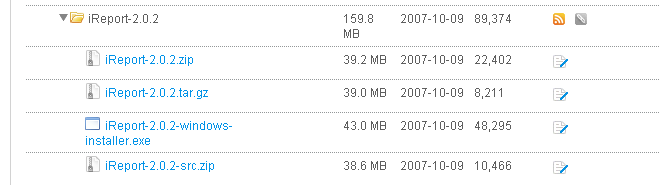 iReport-2.0.2 159.8 MB 2007-10-09 89,374
iReport-2.0.2.zip 39.2 MB 2007-10-09 22,402
iReport-2.0.2.tar.gz 39.0 MB 2007-10-09 8,211
iReport-2.0.2-windows-installer.exe 43.0 MB 2007-10-09 48,295
iReport-2.0.2-src.zip 38.6 MB 2007-10-09 10,466